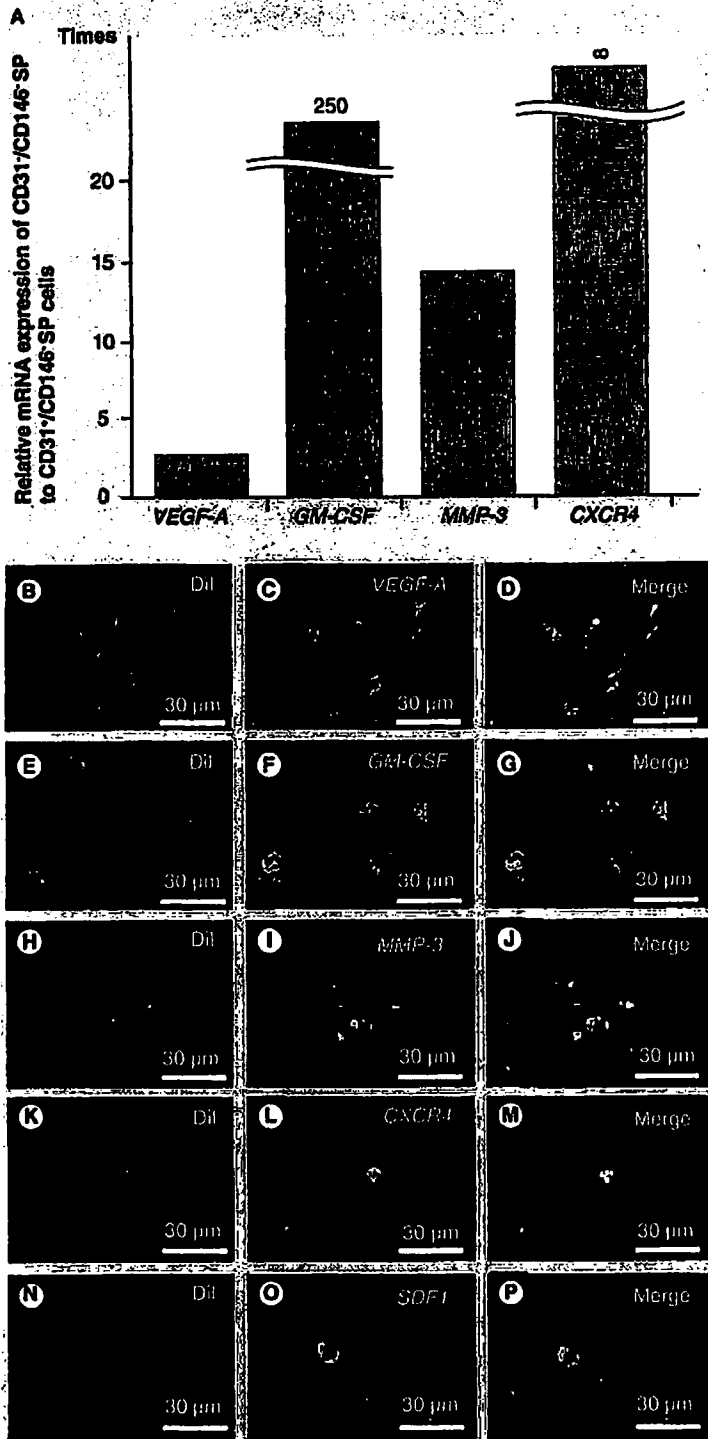 A
Times
Relative mRNA expression of CD31⁻/CD146⁻ SP
to CD31⁺/CD146⁻ SP cells
20
15
10
5
0
250
8
VEGF-A GM-CSF MMP-3 CXCR4
B DiI C VEGF-A D Merge
30 µm 30 µm 30 µm
E DiI F GM-CSF G Merge
30 µm 30 µm 30 µm
H DiI I MMP-3 J Merge
30 µm 30 µm 30 µm
K DiI L CXCR4 M Merge
30 µm 30 µm 30 µm
N DiI O SDF1 P Merge
30 µm 30 µm 30 µm